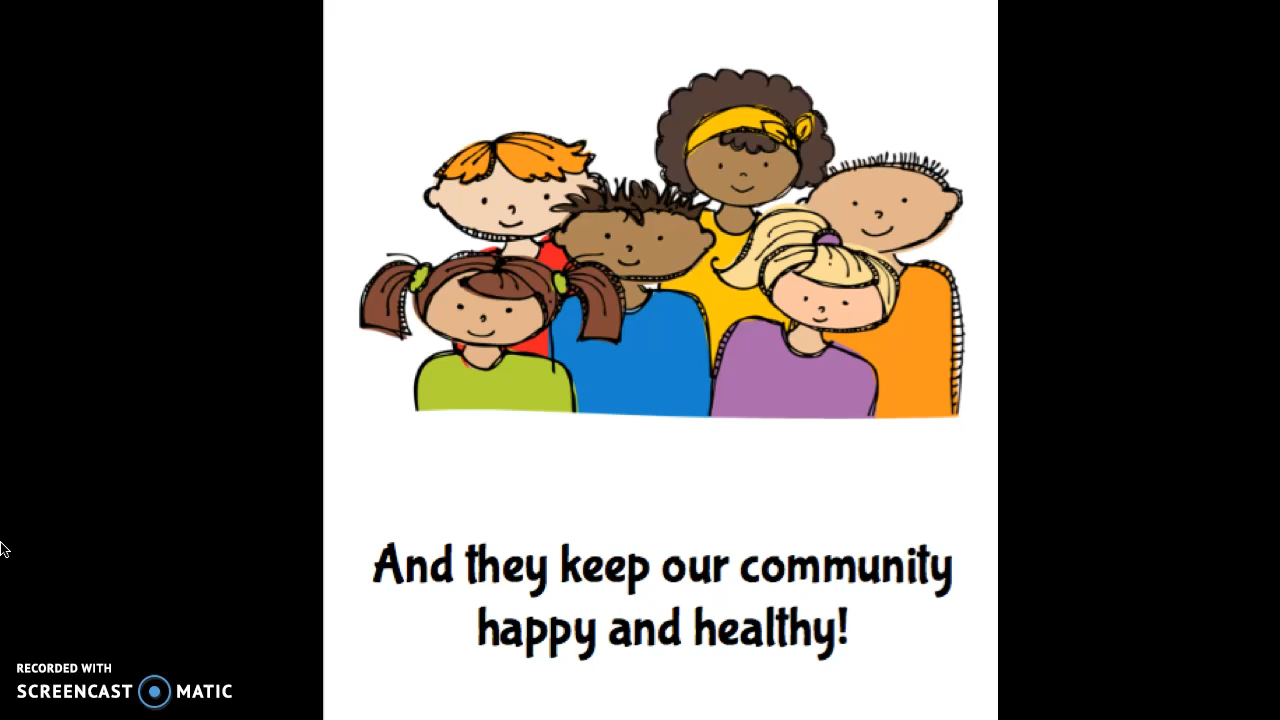 And they keep our community
happy and healthy!
RECORDED WITH
SCREENCAST MATIC